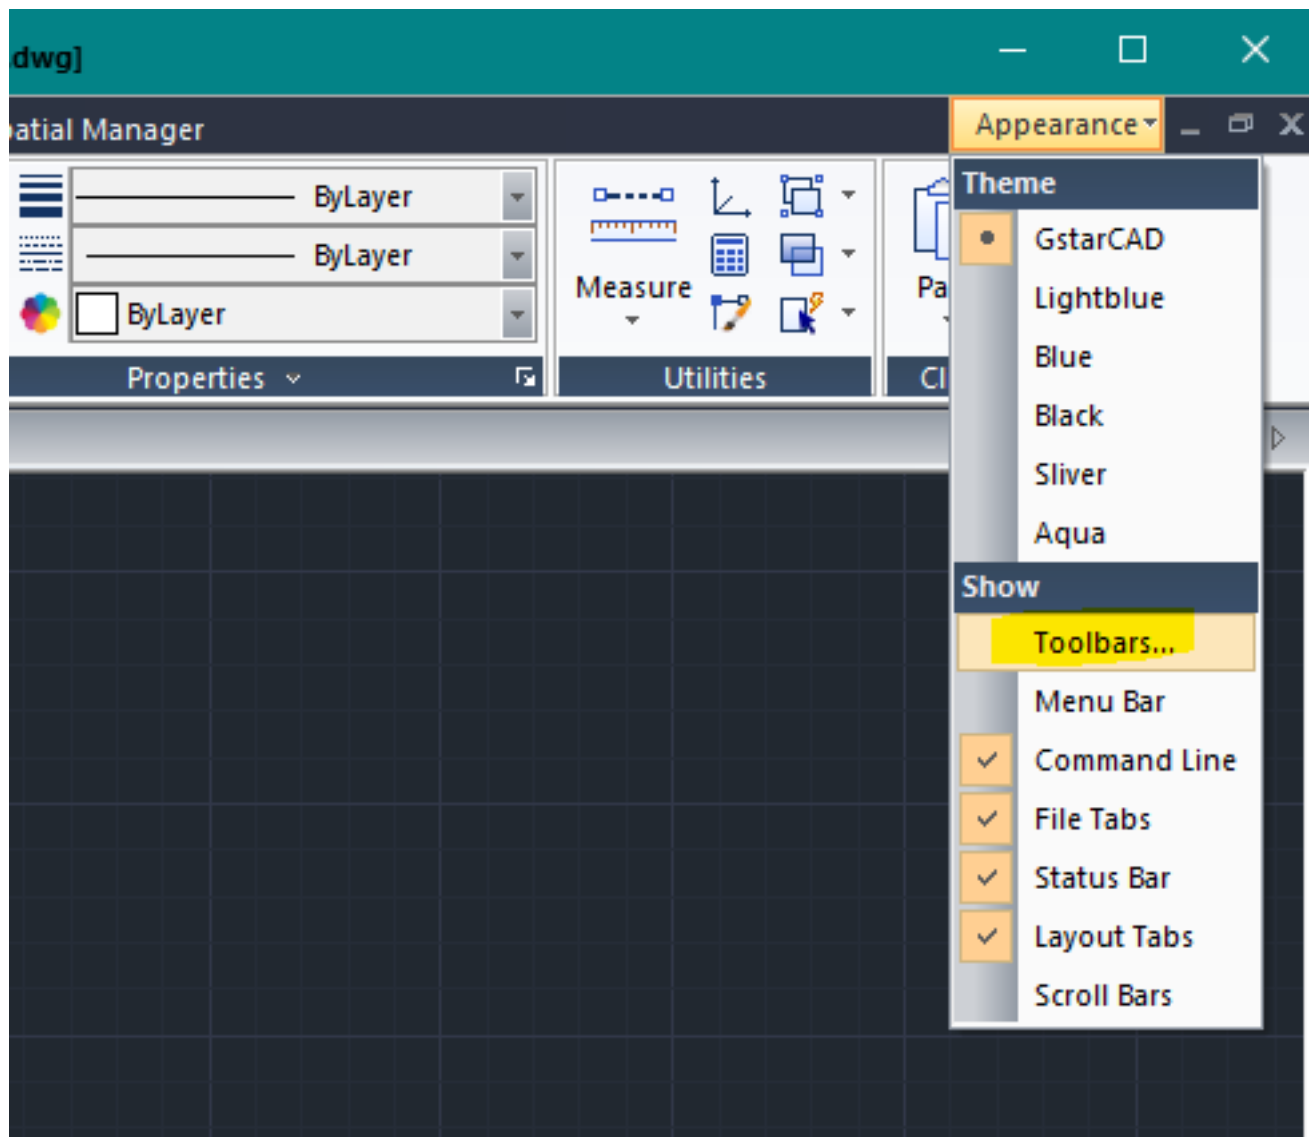 dwg]
patial Manager
Appearance
ByLayer
ByLayer
ByLayer
Measure
Pa
Properties
Utilities
Cl
Theme
GstarCAD
Lightblue
Blue
Black
Sliver
Aqua
Show
Toolbars...
Menu Bar
Command Line
File Tabs
Status Bar
Layout Tabs
Scroll Bars